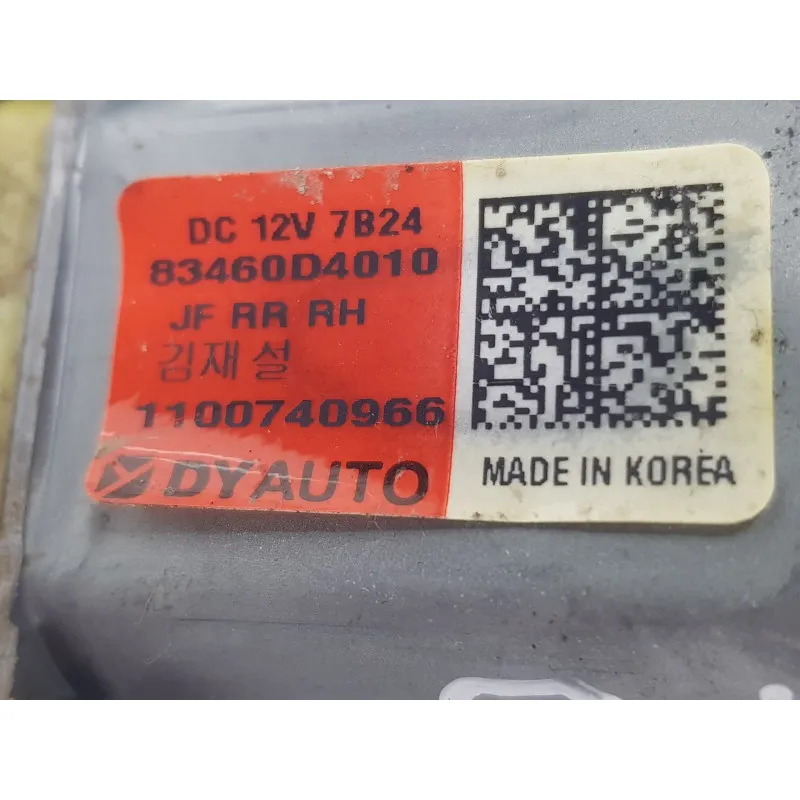 DC 12V 7B24
83460D4010
JF RR RH
김재설
1100740966
DYAUTO
MADE IN KOREA